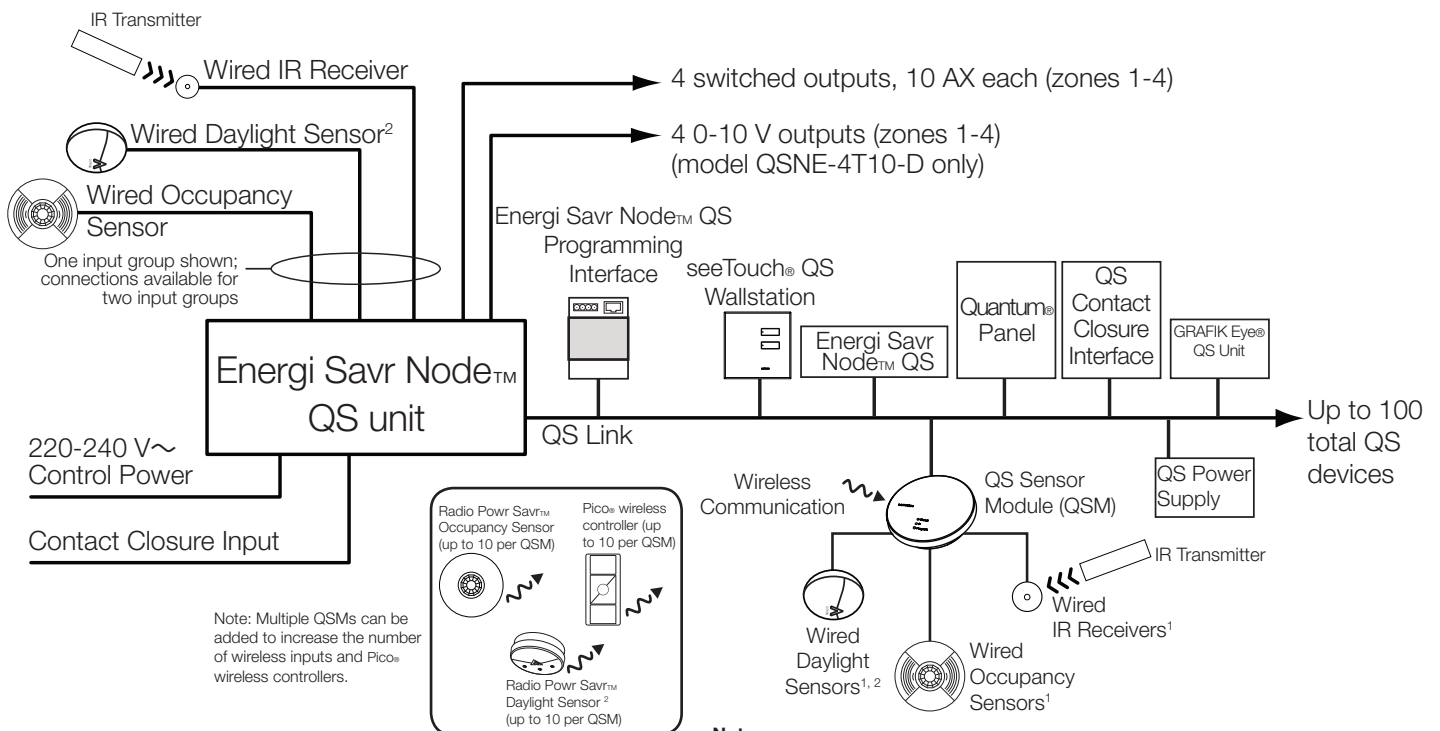 IR Transmitter
Wired IR Receiver
Wired Daylight Sensor2
Wired Occupancy
Sensor
One input group shown;
connections available for
two input groups
4 switched outputs, 10 AX each (zones 1-4)
4 0-10 V outputs (zones 1-4)
(model QSNE-4T10-D only)
Energi Savr Node™ QS
Programming
Interface
seeTouch® QS
Wallstation
Energi Savr
Node™ QS
Quantum®
Panel
QS
Contact
Closure
Interface
GRAFIK Eye®
QS Unit
Energi Savr Node™
QS unit
QS Link
Up to 100
total QS
devices
220-240 V~
Control Power
Contact Closure Input
Wireless
Communication
QS Sensor
Module (QSM)
QS Power
Supply
Radio Powr Savr™
Occupancy Sensor
(up to 10 per QSM)
Pico® wireless
controller (up
to 10 per QSM)
Radio Powr Savr™
Daylight Sensor 2
(up to 10 per QSM)
Note: Multiple QSMs can be
added to increase the number
of wireless inputs and Pico®
wireless controllers.
IR Transmitter
Wired
IR Receivers1
Wired
Daylight
Sensors1, 2
Wired
Occupancy
Sensors1